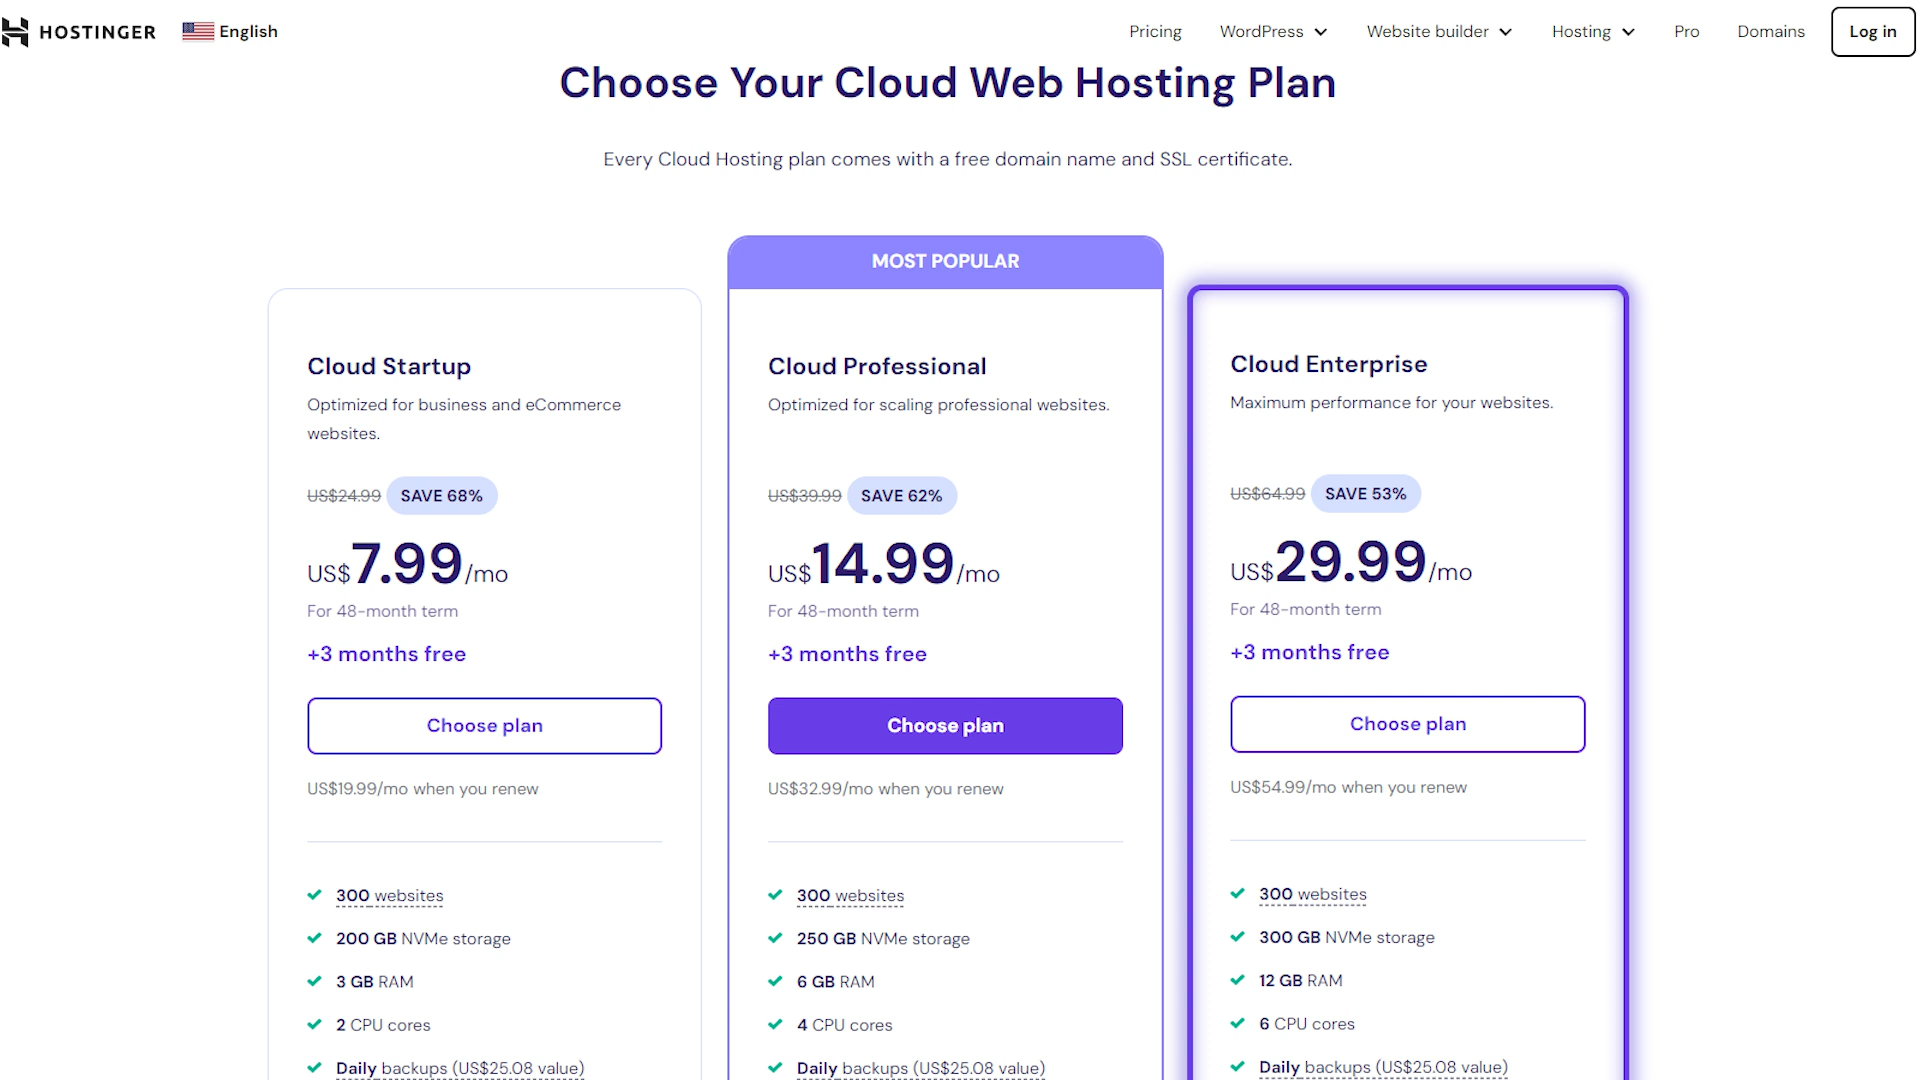 HOSTINGER
English
Pricing
WordPress
Website builder
Hosting
Pro
Domains
Log in
Choose Your Cloud Web Hosting Plan
Every Cloud Hosting plan comes with a free domain name and SSL certificate.
Cloud Startup
Optimized for business and eCommerce
websites.
US$24.99 SAVE 68%
US$7.99/mo
For 48-month term
+3 months free
Choose plan
US$19.99/mo when you renew
300 websites
200 GB NVMe storage
3 GB RAM
2 CPU cores
Daily backups (US$25.08 value)
MOST POPULAR
Cloud Professional
Optimized for scaling professional websites.
US$39.99 SAVE 62%
US$14.99/mo
For 48-month term
+3 months free
Choose plan
US$32.99/mo when you renew
300 websites
250 GB NVMe storage
6 GB RAM
4 CPU cores
Daily backups (US$25.08 value)
Cloud Enterprise
Maximum performance for your websites.
US$64.99 SAVE 53%
US$29.99/mo
For 48-month term
+3 months free
Choose plan
US$54.99/mo when you renew
300 websites
300 GB NVMe storage
12 GB RAM
6 CPU cores
Daily backups (US$25.08 value)